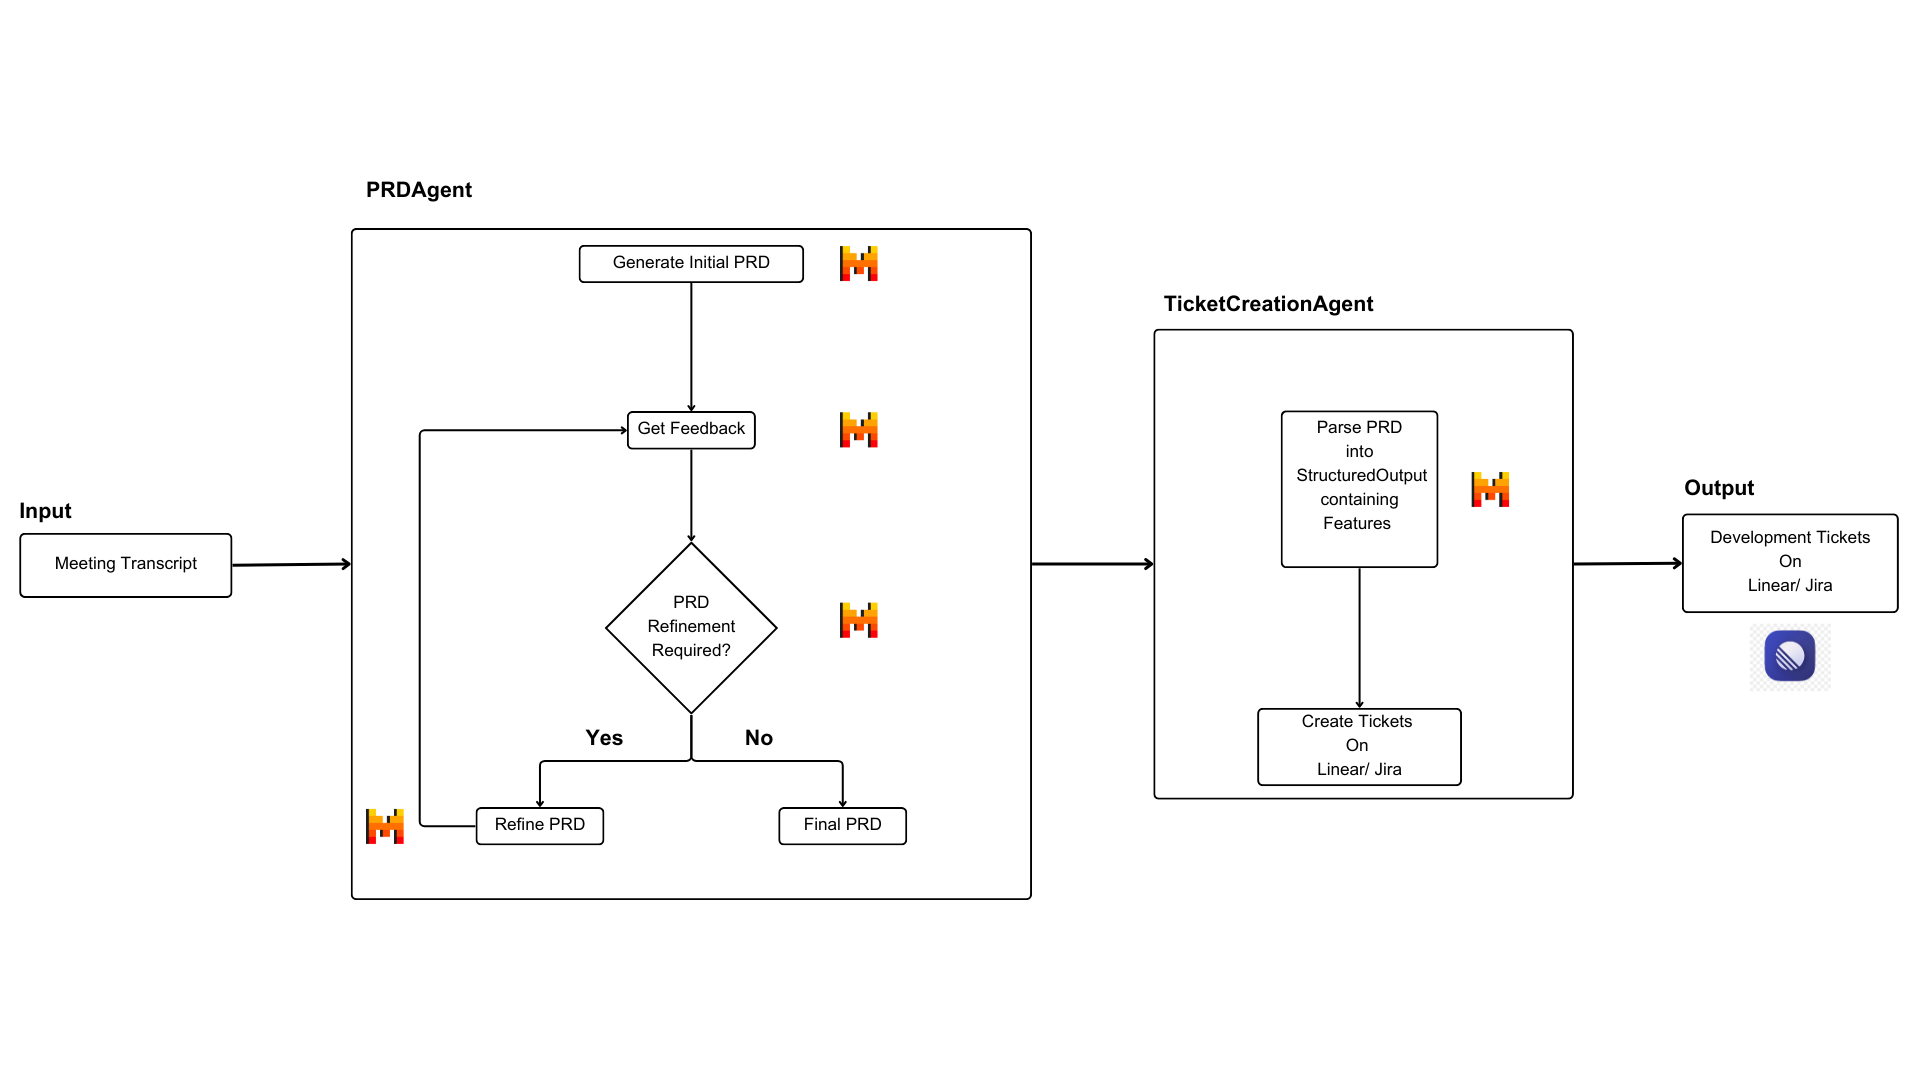 PRDAgent
Generate Initial PRD
Get Feedback
PRD
Refinement
Required?
Yes
No
Refine PRD
Final PRD
Input
Meeting Transcript
TicketCreationAgent
Parse PRD
into
StructuredOutput
containing
Features
Create Tickets
On
Linear/ Jira
Output
Development Tickets
On
Linear/ Jira